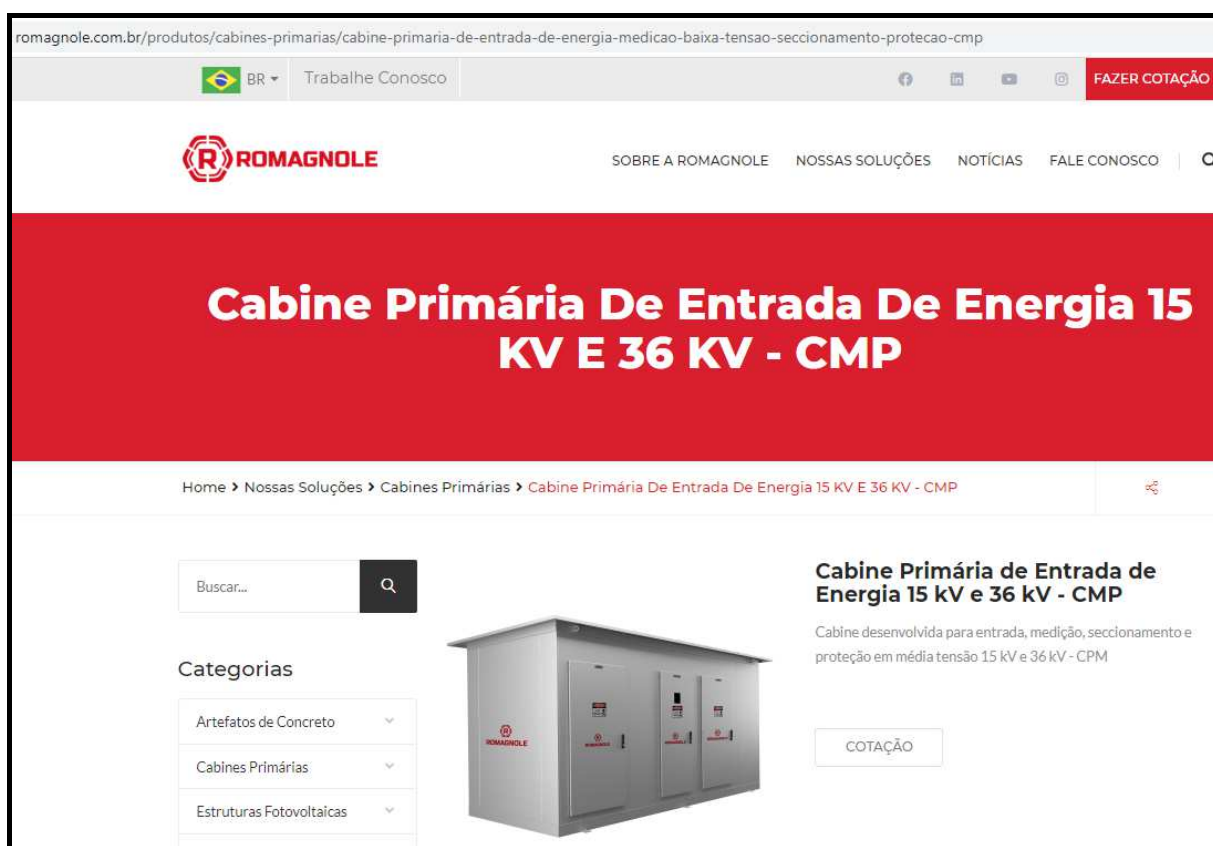 romagnole.com.br/produtos/cabines-primarias/cabine-primaria-de-entrada-de-energia-medicao-baixa-tensao-seccionamento-protecao-cmp
BR Trabalhe Conosco FAZER COTAÇÃO
R ROMAGNOLE SOBRE A ROMAGNOLE NOSSAS SOLUÇÕES NOTÍCIAS FALE CONOSCO
Cabine Primária De Entrada De Energia 15
KV E 36 KV - CMP
Home > Nossas Soluções > Cabines Primárias > Cabine Primária De Entrada De Energia 15 KV E 36 KV - CMP
Buscar...
Categorias
Artefatos de Concreto
Cabines Primárias
Estruturas Fotovoltaicas
R
ROMAGNOLE
Cabine Primária de Entrada de
Energia 15 kV e 36 kV - CMP
Cabine desenvolvida para entrada, medição, seccionamento e
proteção em média tensão 15 kV e 36 kV - CPM
COTAÇÃO